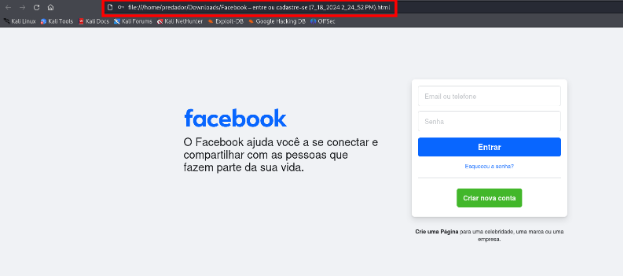 file:///home/prestador/Downloads/Facebook – entre ou cadastre-se (7_18_2024 2_24_53 PM).html
Kali Linux Kali Tools Kali Docs Kali Forums Kali NetHunter Exploit-DB Google Hacking DB OffSec
facebook
O Facebook ajuda você a se conectar e
compartilhar com as pessoas que
fazem parte da sua vida.
Email ou telefone
Senha
Entrar
Esqueceu a senha?
Criar nova conta
Crie uma Página para uma celebridade, uma marca ou uma
empresa.